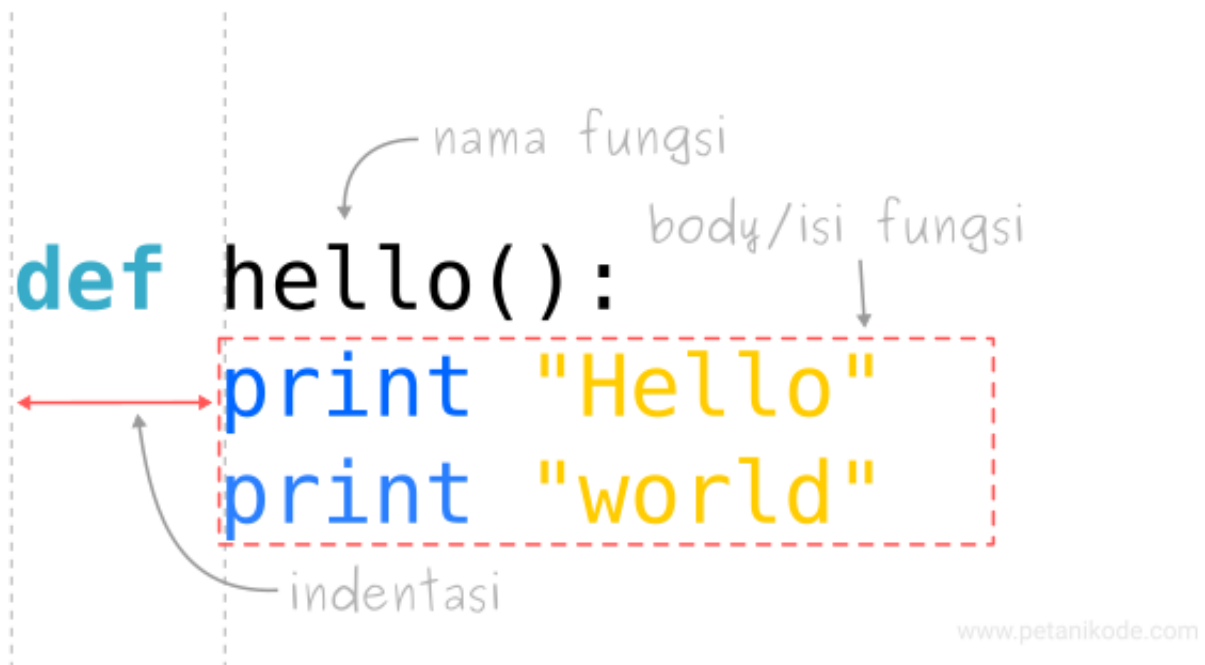 nama fungsi
body/isi fungsi
def hello():
print "Hello"
print "world"
indentasi
www.petanikode.com